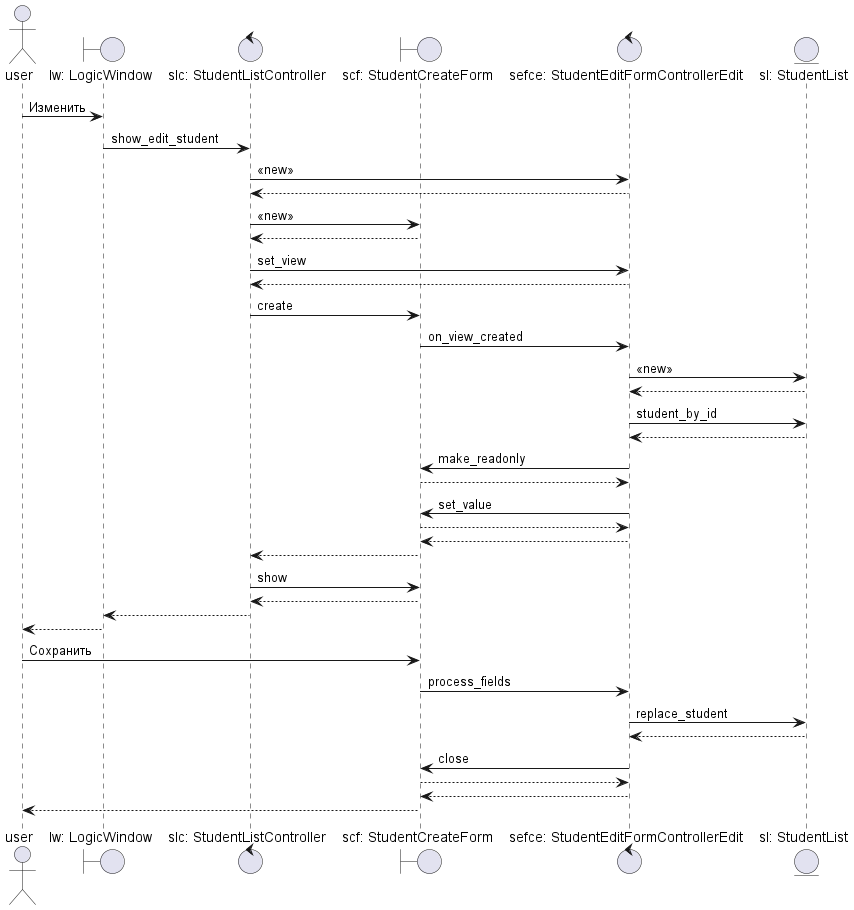 user lw: LogicWindow slc: StudentListController scf: StudentCreateForm sefce: StudentEditFormControllerEdit sl: StudentList
Изменить
show_edit_student
«new»
«new»
set_view
create
on_view_created
«new»
student_by_id
make_readonly
set_value
show
Сохранить
process_fields
replace_student
close
user lw: LogicWindow slc: StudentListController scf: StudentCreateForm sefce: StudentEditFormControllerEdit sl: StudentList